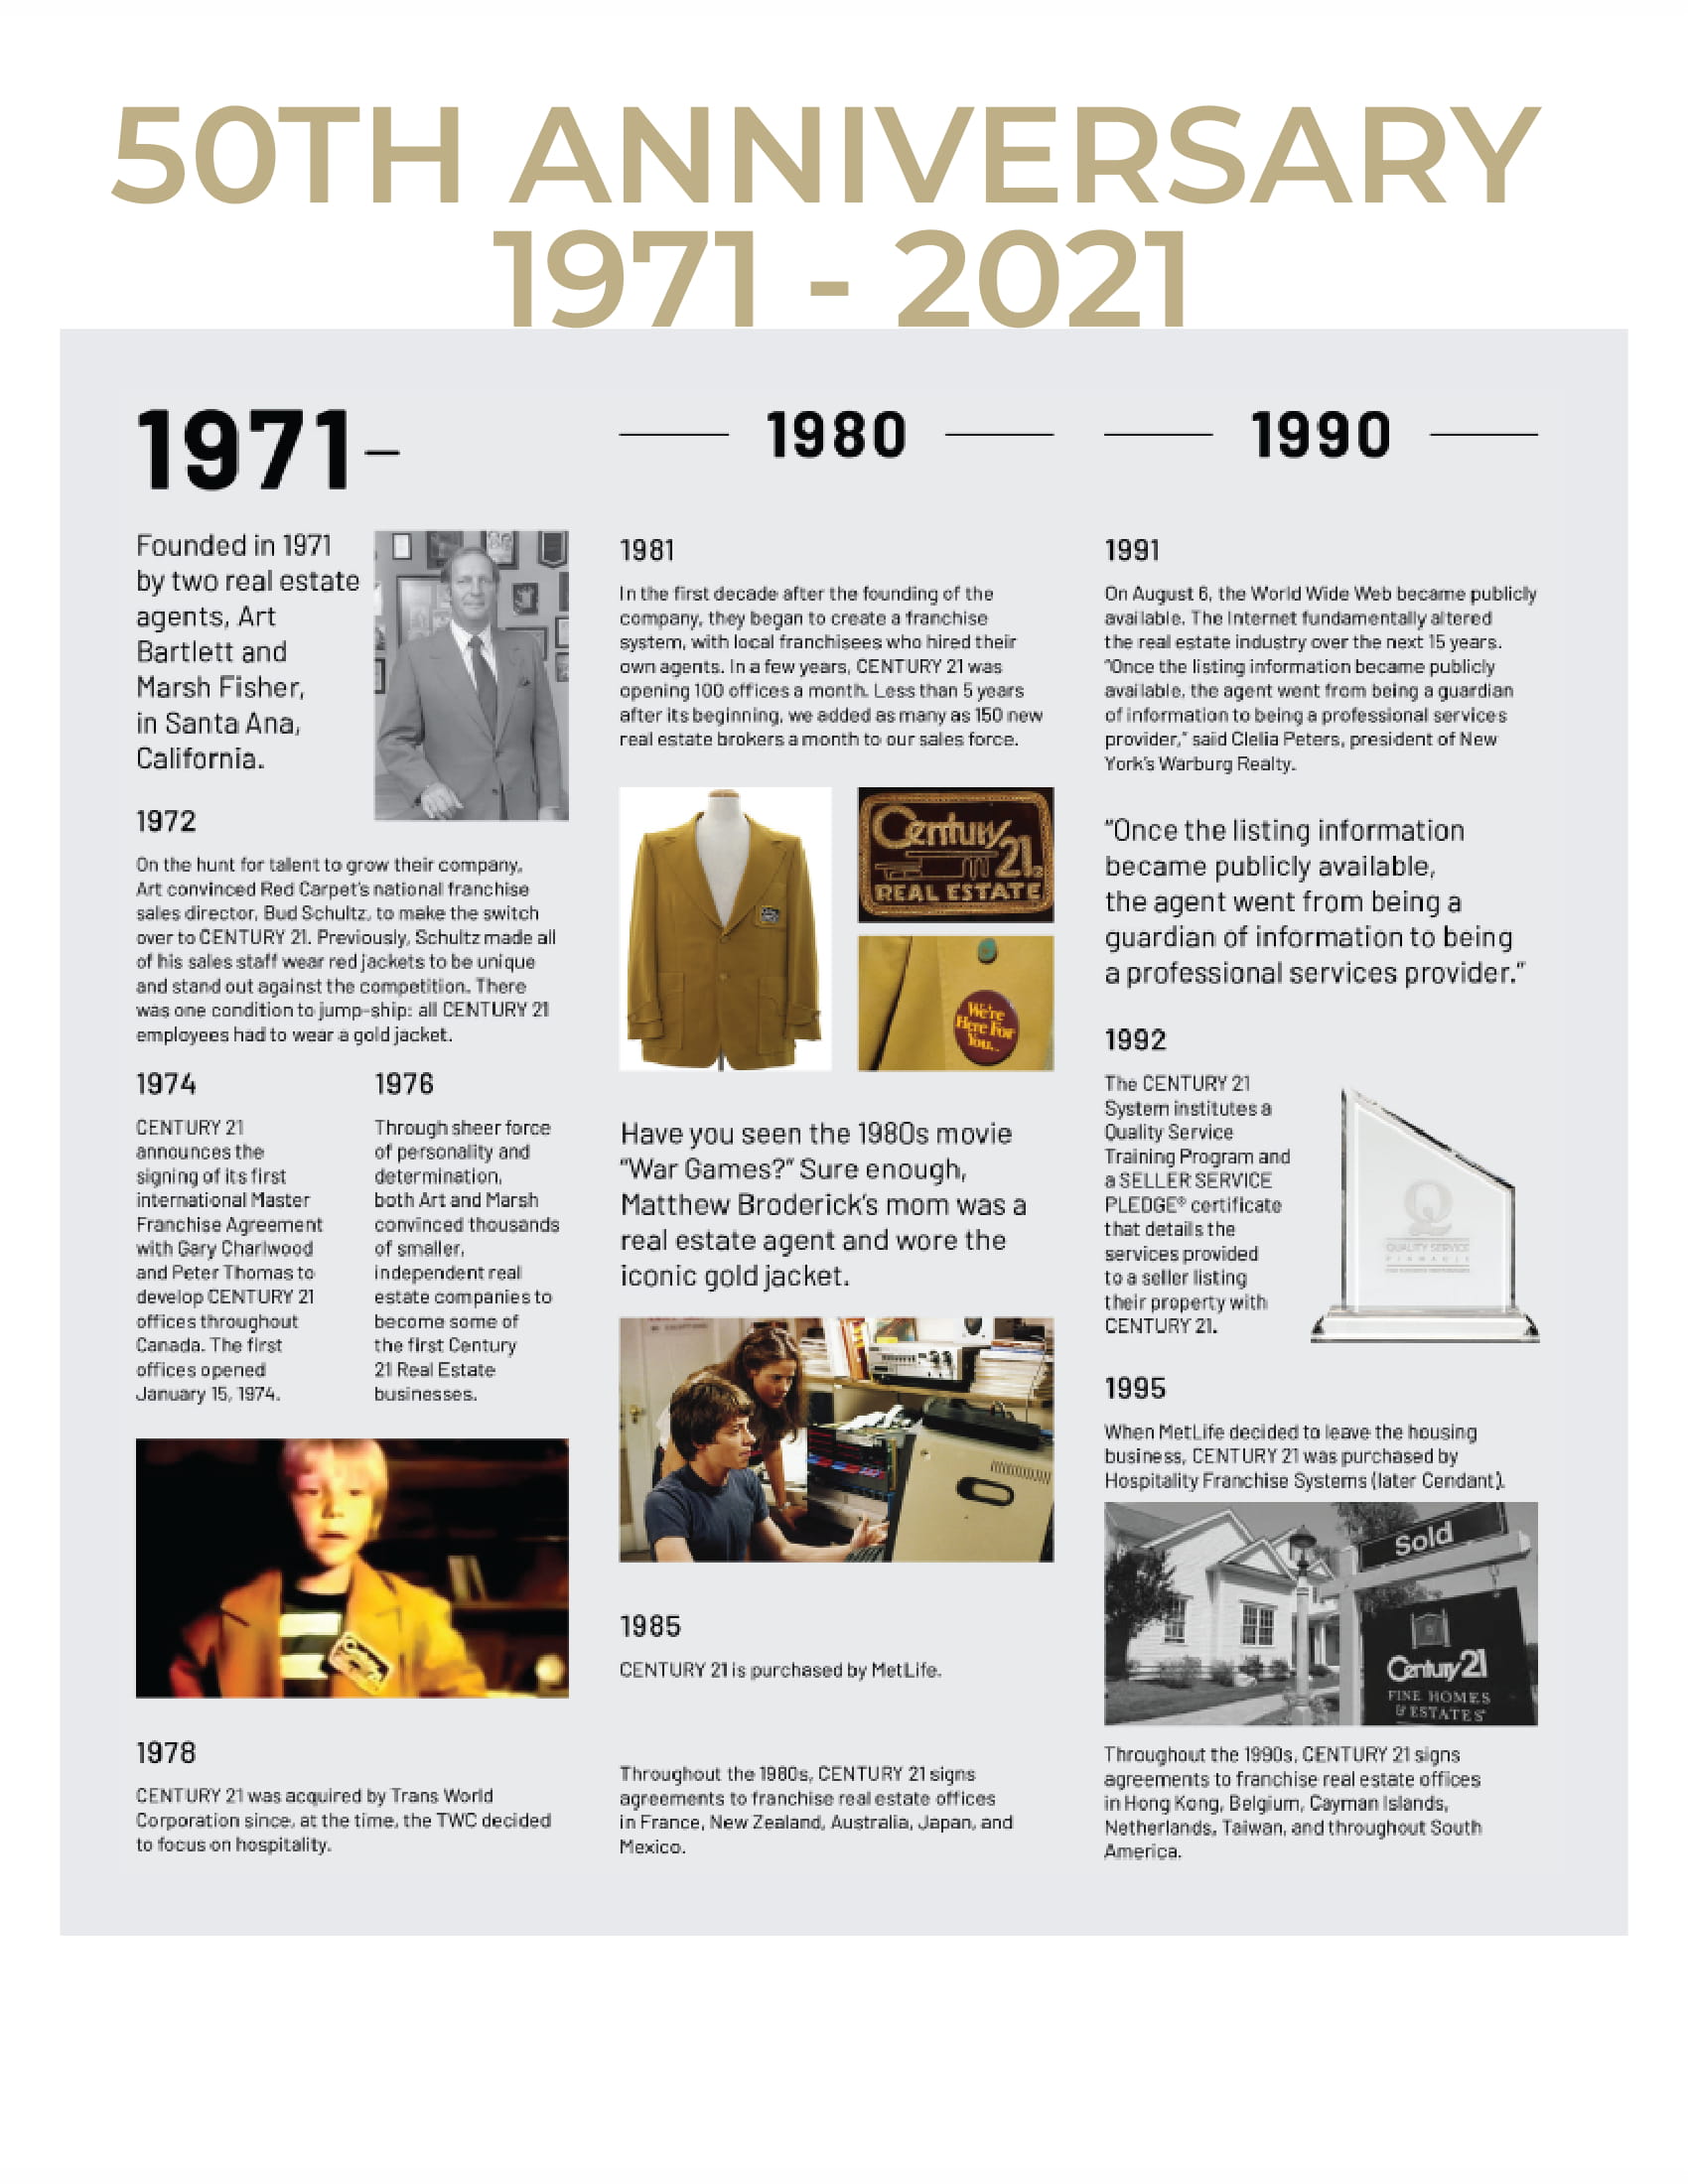 50TH ANNIVERSARY
1971 - 2021
1971–
Founded in 1971
by two real estate
agents, Art
Bartlett and
Marsh Fisher,
in Santa Ana,
California.
1972
On the hunt for talent to grow their company,
Art convinced Red Carpet's national franchise
sales director, Bud Schultz, to make the switch
over to CENTURY 21. Previously, Schultz made all
of his sales staff wear red jackets to be unique
and stand out against the competition. There
was one condition to jump-ship: all CENTURY 21
employees had to wear a gold jacket.
1974
CENTURY 21
announces the
signing of its first
international Master
Franchise Agreement
with Gary Charlwood
and Peter Thomas to
develop CENTURY 21
offices throughout
Canada. The first
offices opened
January 15, 1974.
1976
Through sheer force
of personality and
determination,
both Art and Marsh
convinced thousands
of smaller,
independent real
estate companies to
become some of
the first Century
21 Real Estate
businesses.
1978
CENTURY 21 was acquired by Trans World
Corporation since, at the time, the TWC decided
to focus on hospitality.
1980
1981
In the first decade after the founding of the
company, they began to create a franchise
system, with local franchisees who hired their
own agents. In a few years, CENTURY 21 was
opening 100 offices a month. Less than 5 years
after its beginning, we added as many as 150 new
real estate brokers a month to our sales force.
Century
21®
REAL ESTATE
We're
Here For
You..
Have you seen the 1980s movie
"War Games?" Sure enough,
Matthew Broderick's mom was a
real estate agent and wore the
iconic gold jacket.
1985
CENTURY 21 is purchased by MetLife.
Throughout the 1980s, CENTURY 21 signs
agreements to franchise real estate offices
in France, New Zealand, Australia, Japan, and
Mexico.
1990
1991
On August 6, the World Wide Web became publicly
available. The Internet fundamentally altered
the real estate industry over the next 15 years.
"Once the listing information became publicly
available, the agent went from being a guardian
of information to being a professional services
provider," said Clelia Peters, president of New
York's Warburg Realty.
"Once the listing information
became publicly available,
the agent went from being a
guardian of information to being
a professional services provider."
1992
The CENTURY 21
System institutes a
Quality Service
Training Program and
a SELLER SERVICE
PLEDGE® certificate
that details the
services provided
to a seller listing
their property with
CENTURY 21.
Q
QUALITY SERVICE
PINNACLE
1995
When MetLife decided to leave the housing
business, CENTURY 21 was purchased by
Hospitality Franchise Systems (later Cendant).
Sold
Century 21
FINE HOMES
& ESTATES
Throughout the 1990s, CENTURY 21 signs
agreements to franchise real estate offices
in Hong Kong, Belgium, Cayman Islands,
Netherlands, Taiwan, and throughout South
America.